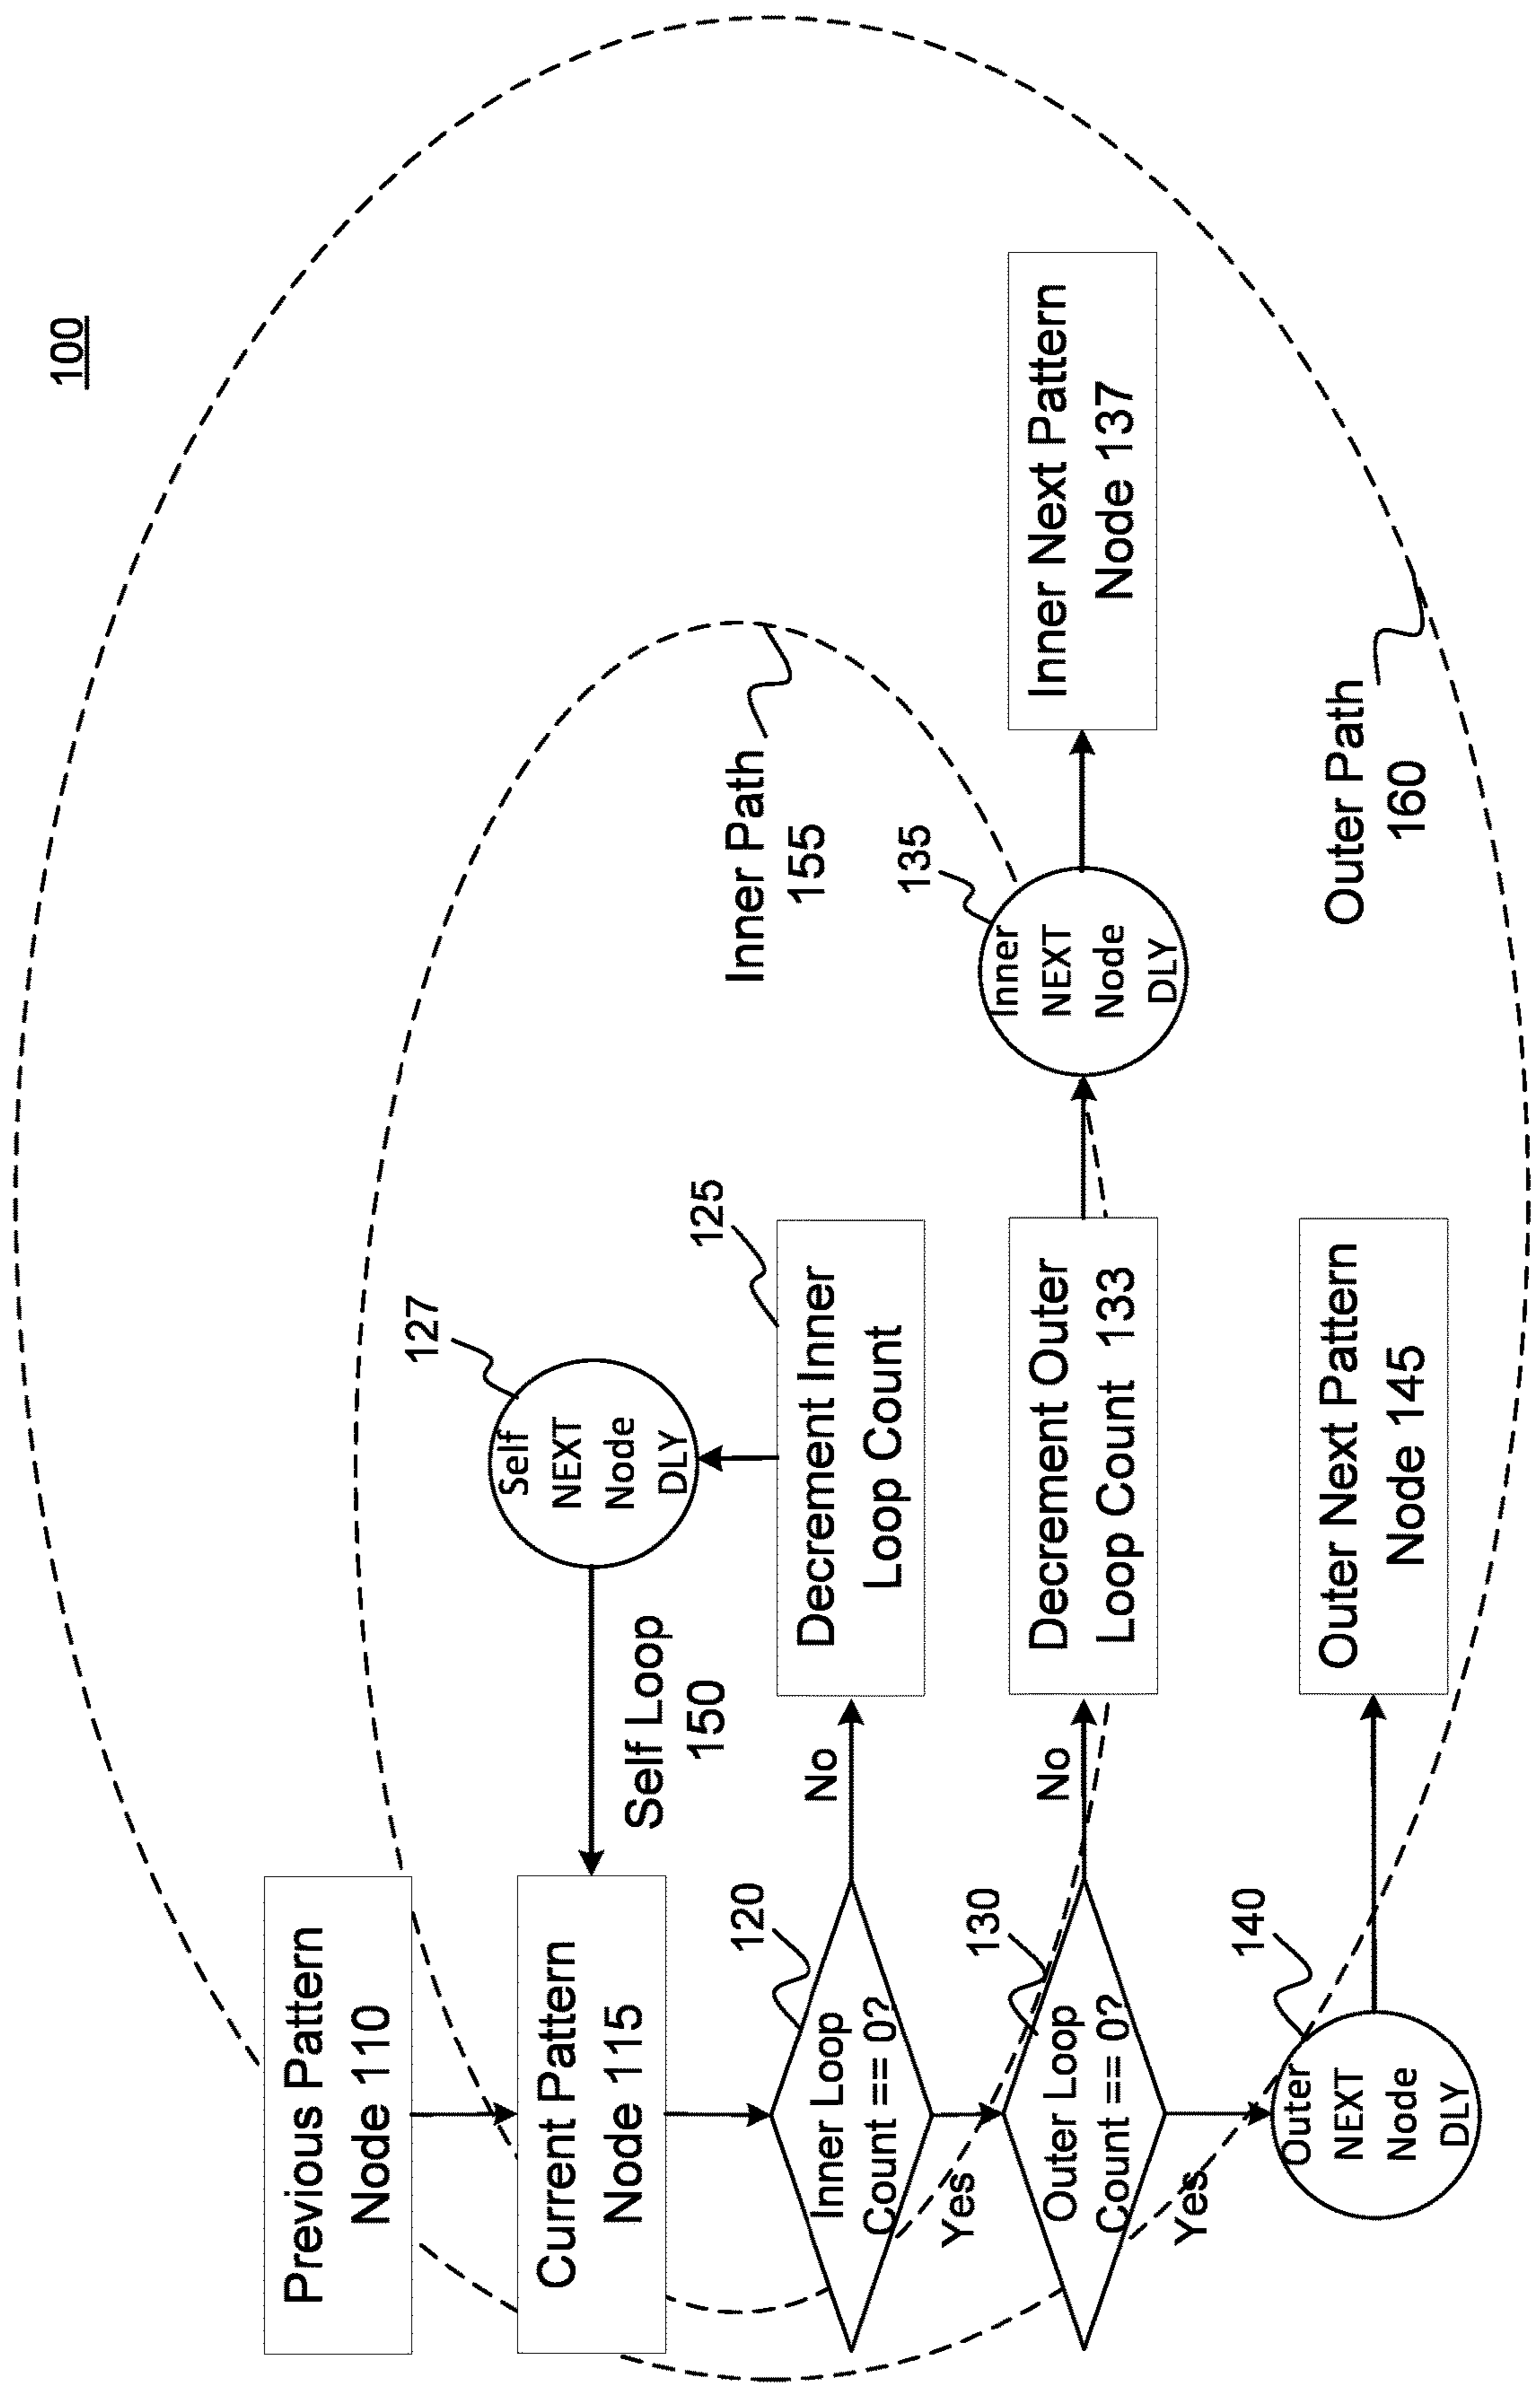 100
Previous Pattern
Node 110
Current Pattern
Node 115
Self Loop
150
Self
NEXT
Node
DLY
127
Inner Loop
Count == 0?
120
No
Decrement Inner
Loop Count
125
Inner Path
155
Yes
Outer Loop
Count == 0?
130
No
Decrement Outer
Loop Count 133
Inner
NEXT
Node
DLY
135
Inner Next Pattern
Node 137
Yes
Outer
NEXT
Node
DLY
140
Outer Next Pattern
Node 145
Outer Path
160